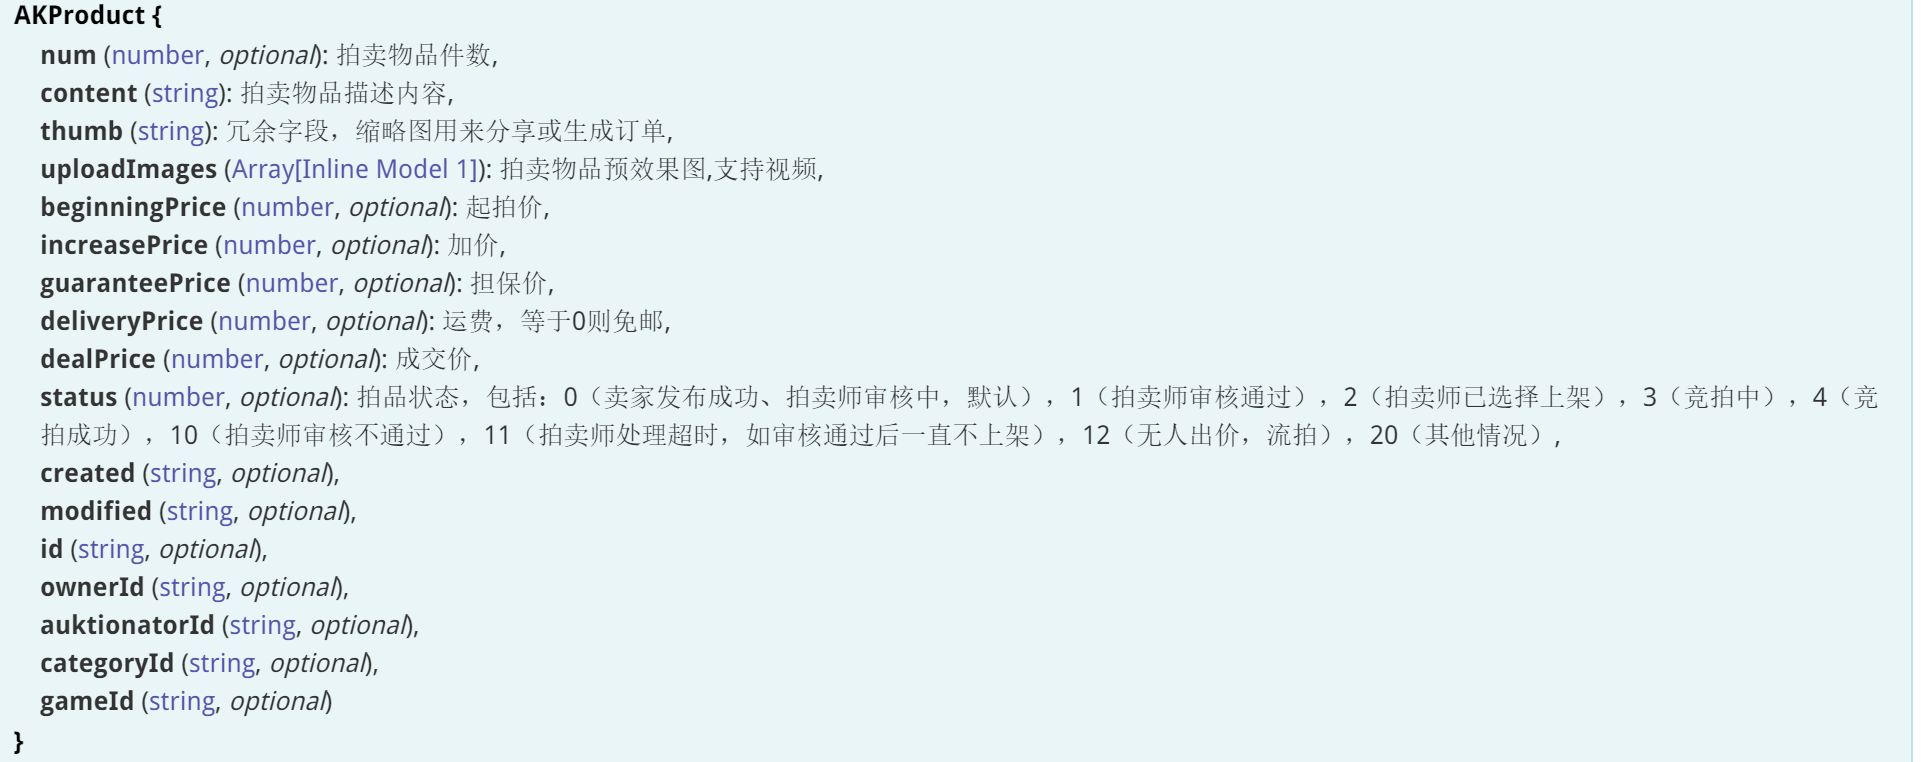 AKProduct {
num (number, optional): 拍卖物品件数,
content (string): 拍卖物品描述内容,
thumb (string): 冗余字段，缩略图用来分享或生成订单,
uploadImages (Array[Inline Model 1]): 拍卖物品预效果图,支持视频,
beginningPrice (number, optional): 起拍价,
increasePrice (number, optional): 加价,
guaranteePrice (number, optional): 担保价,
deliveryPrice (number, optional): 运费，等于0则免邮,
dealPrice (number, optional): 成交价,
status (number, optional): 拍品状态，包括：0（卖家发布成功、拍卖师审核中，默认），1（拍卖师审核通过），2（拍卖师已选择上架），3（竞拍中），4（竞
拍成功），10（拍卖师审核不通过），11（拍卖师处理超时，如审核通过后一直不上架），12（无人出价，流拍），20（其他情况）,
created (string, optional),
modified (string, optional),
id (string, optional),
ownerId (string, optional),
auktionatorId (string, optional),
categoryId (string, optional),
gameId (string, optional)
}